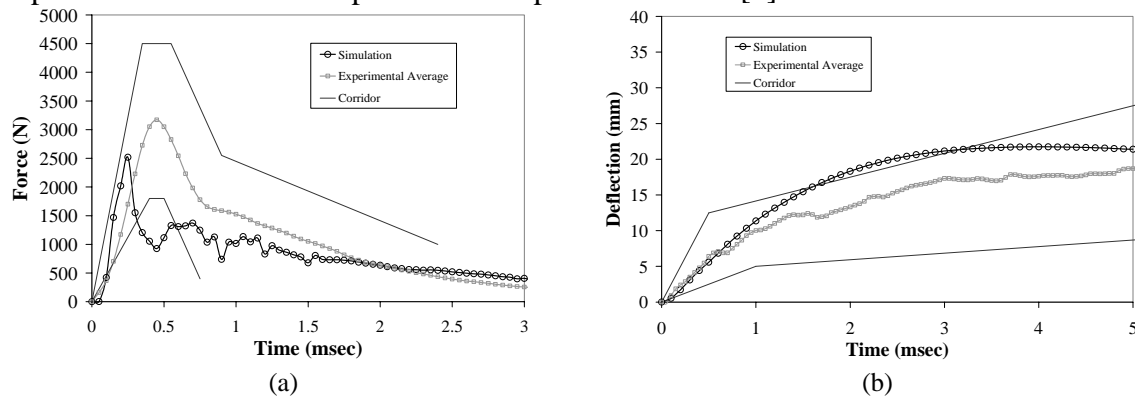 5000
4500
4000
3500
3000
2500
2000
1500
1000
500
0
Force (N)
Simulation
Experimental Average
Corridor
0 0.5 1 1.5 2 2.5 3
Time (msec)
(a)
40
35
30
25
20
15
10
5
0
Deflection (mm)
Simulation
Experimental Average
Corridor
0 1 2 3 4 5
Time (msec)
(b)